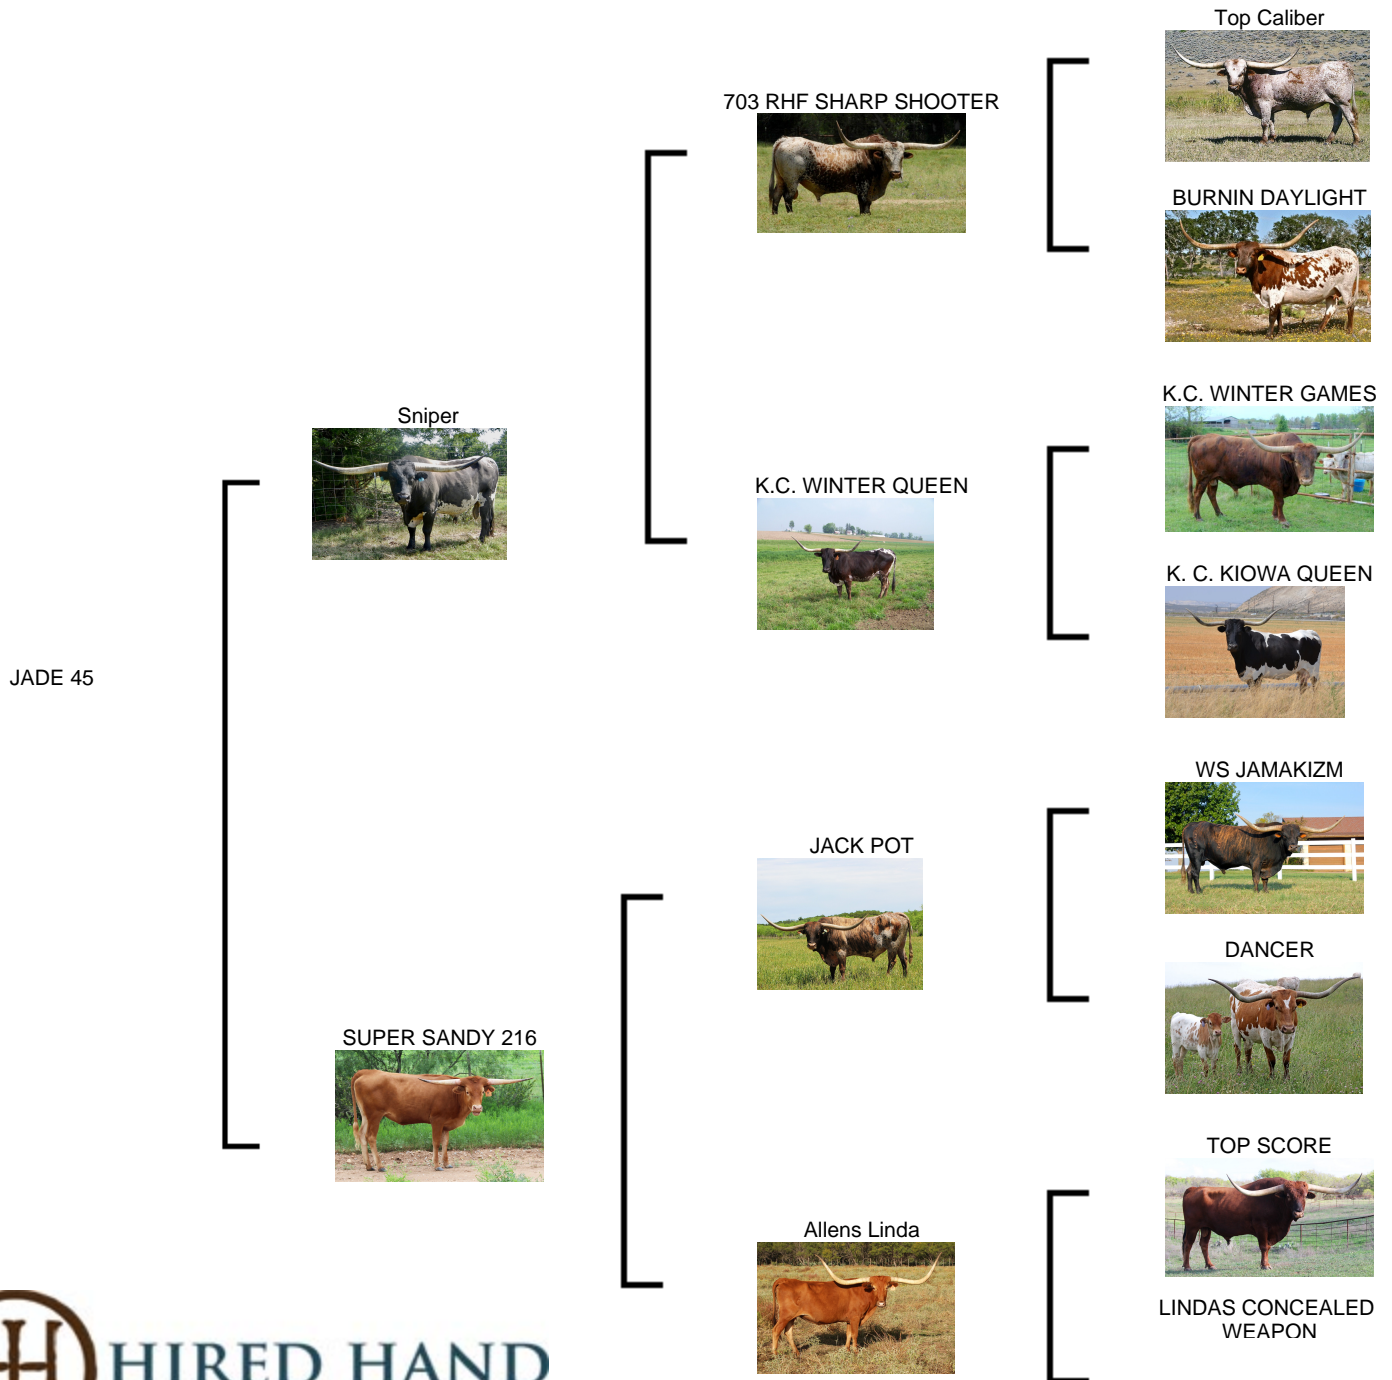 Top Caliber
703 RHF SHARP SHOOTER
BURNIN DAYLIGHT
K.C. WINTER GAMES
Sniper
K.C. WINTER QUEEN
K. C. KIOWA QUEEN
JADE 45
WS JAMAKIZM
JACK POT
DANCER
SUPER SANDY 216
TOP SCORE
Allens Linda
LINDAS CONCEALED
WEAPON
HIRED HAND